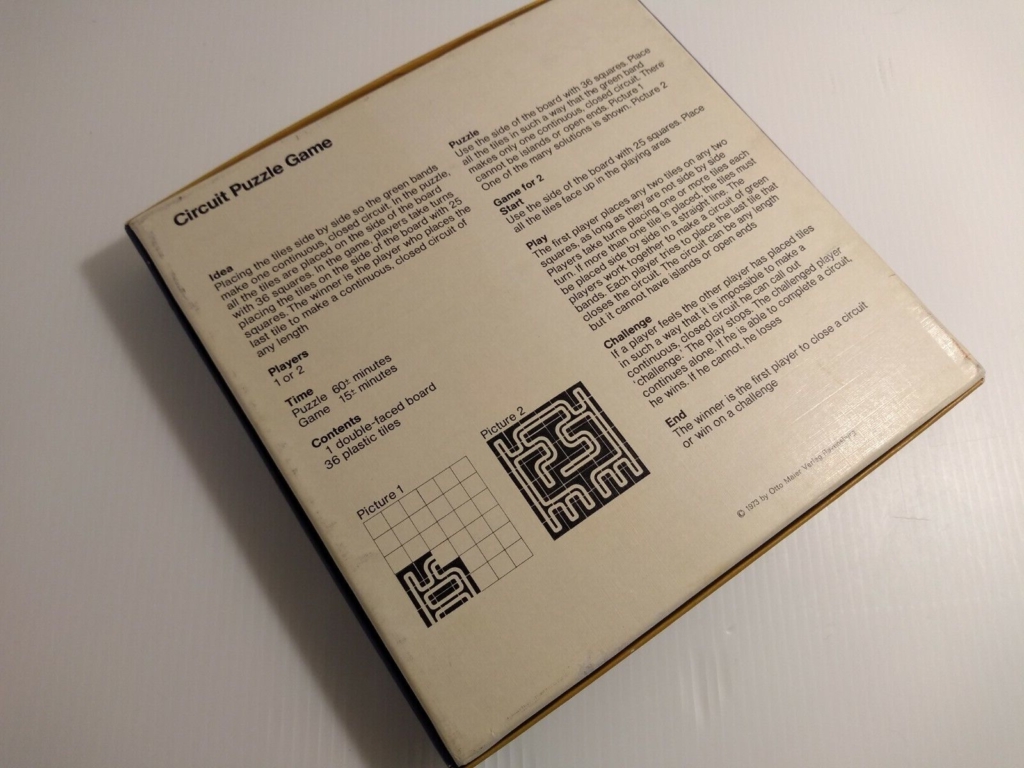 Circuit Puzzle Game
Idea
Placing the tiles side by side so the green bands
make one continuous, closed circuit. In the puzzle,
all the tiles are placed on the side of the board
with 36 squares. In the game, players take turns
placing the tiles on the side of the board with 25
squares. The winner is the player who places the
last tile to make a continuous, closed circuit of
any length
Players
1 or 2
Time
Puzzle 60± minutes
Game 15± minutes
Contents
1 double-faced board
36 plastic tiles
Picture 1
Picture 2
Puzzle
Use the side of the board with 36 squares. Place
all the tiles in such a way that the green band
makes only one continuous, closed circuit. There
cannot be islands or open ends. Picture 1
One of the many solutions is shown. Picture 2
Game for 2
Start
Use the side of the board with 25 squares. Place
all the tiles face up in the playing area
Play
The first player places any two tiles on any two
squares, as long as they are not side by side
Players take turns placing one or more tiles each
turn. If more than one tile is placed, the tiles must
be placed side by side in a straight line. The
players work together to make a circuit of green
bands. Each player tries to place the last tile that
closes the circuit. The circuit can be any length
but it cannot have islands or open ends
Challenge
If a player feels the other player has placed tiles
in such a way that it is impossible to make a
continuous, closed circuit he can call out
'challenge'. The play stops. The challenged player
continues alone. If he is able to complete a circuit,
he wins. If he cannot, he loses
End
The winner is the first player to close a circuit
or win on a challenge
© 1973 by Otto Maier Verlag Ravensburg